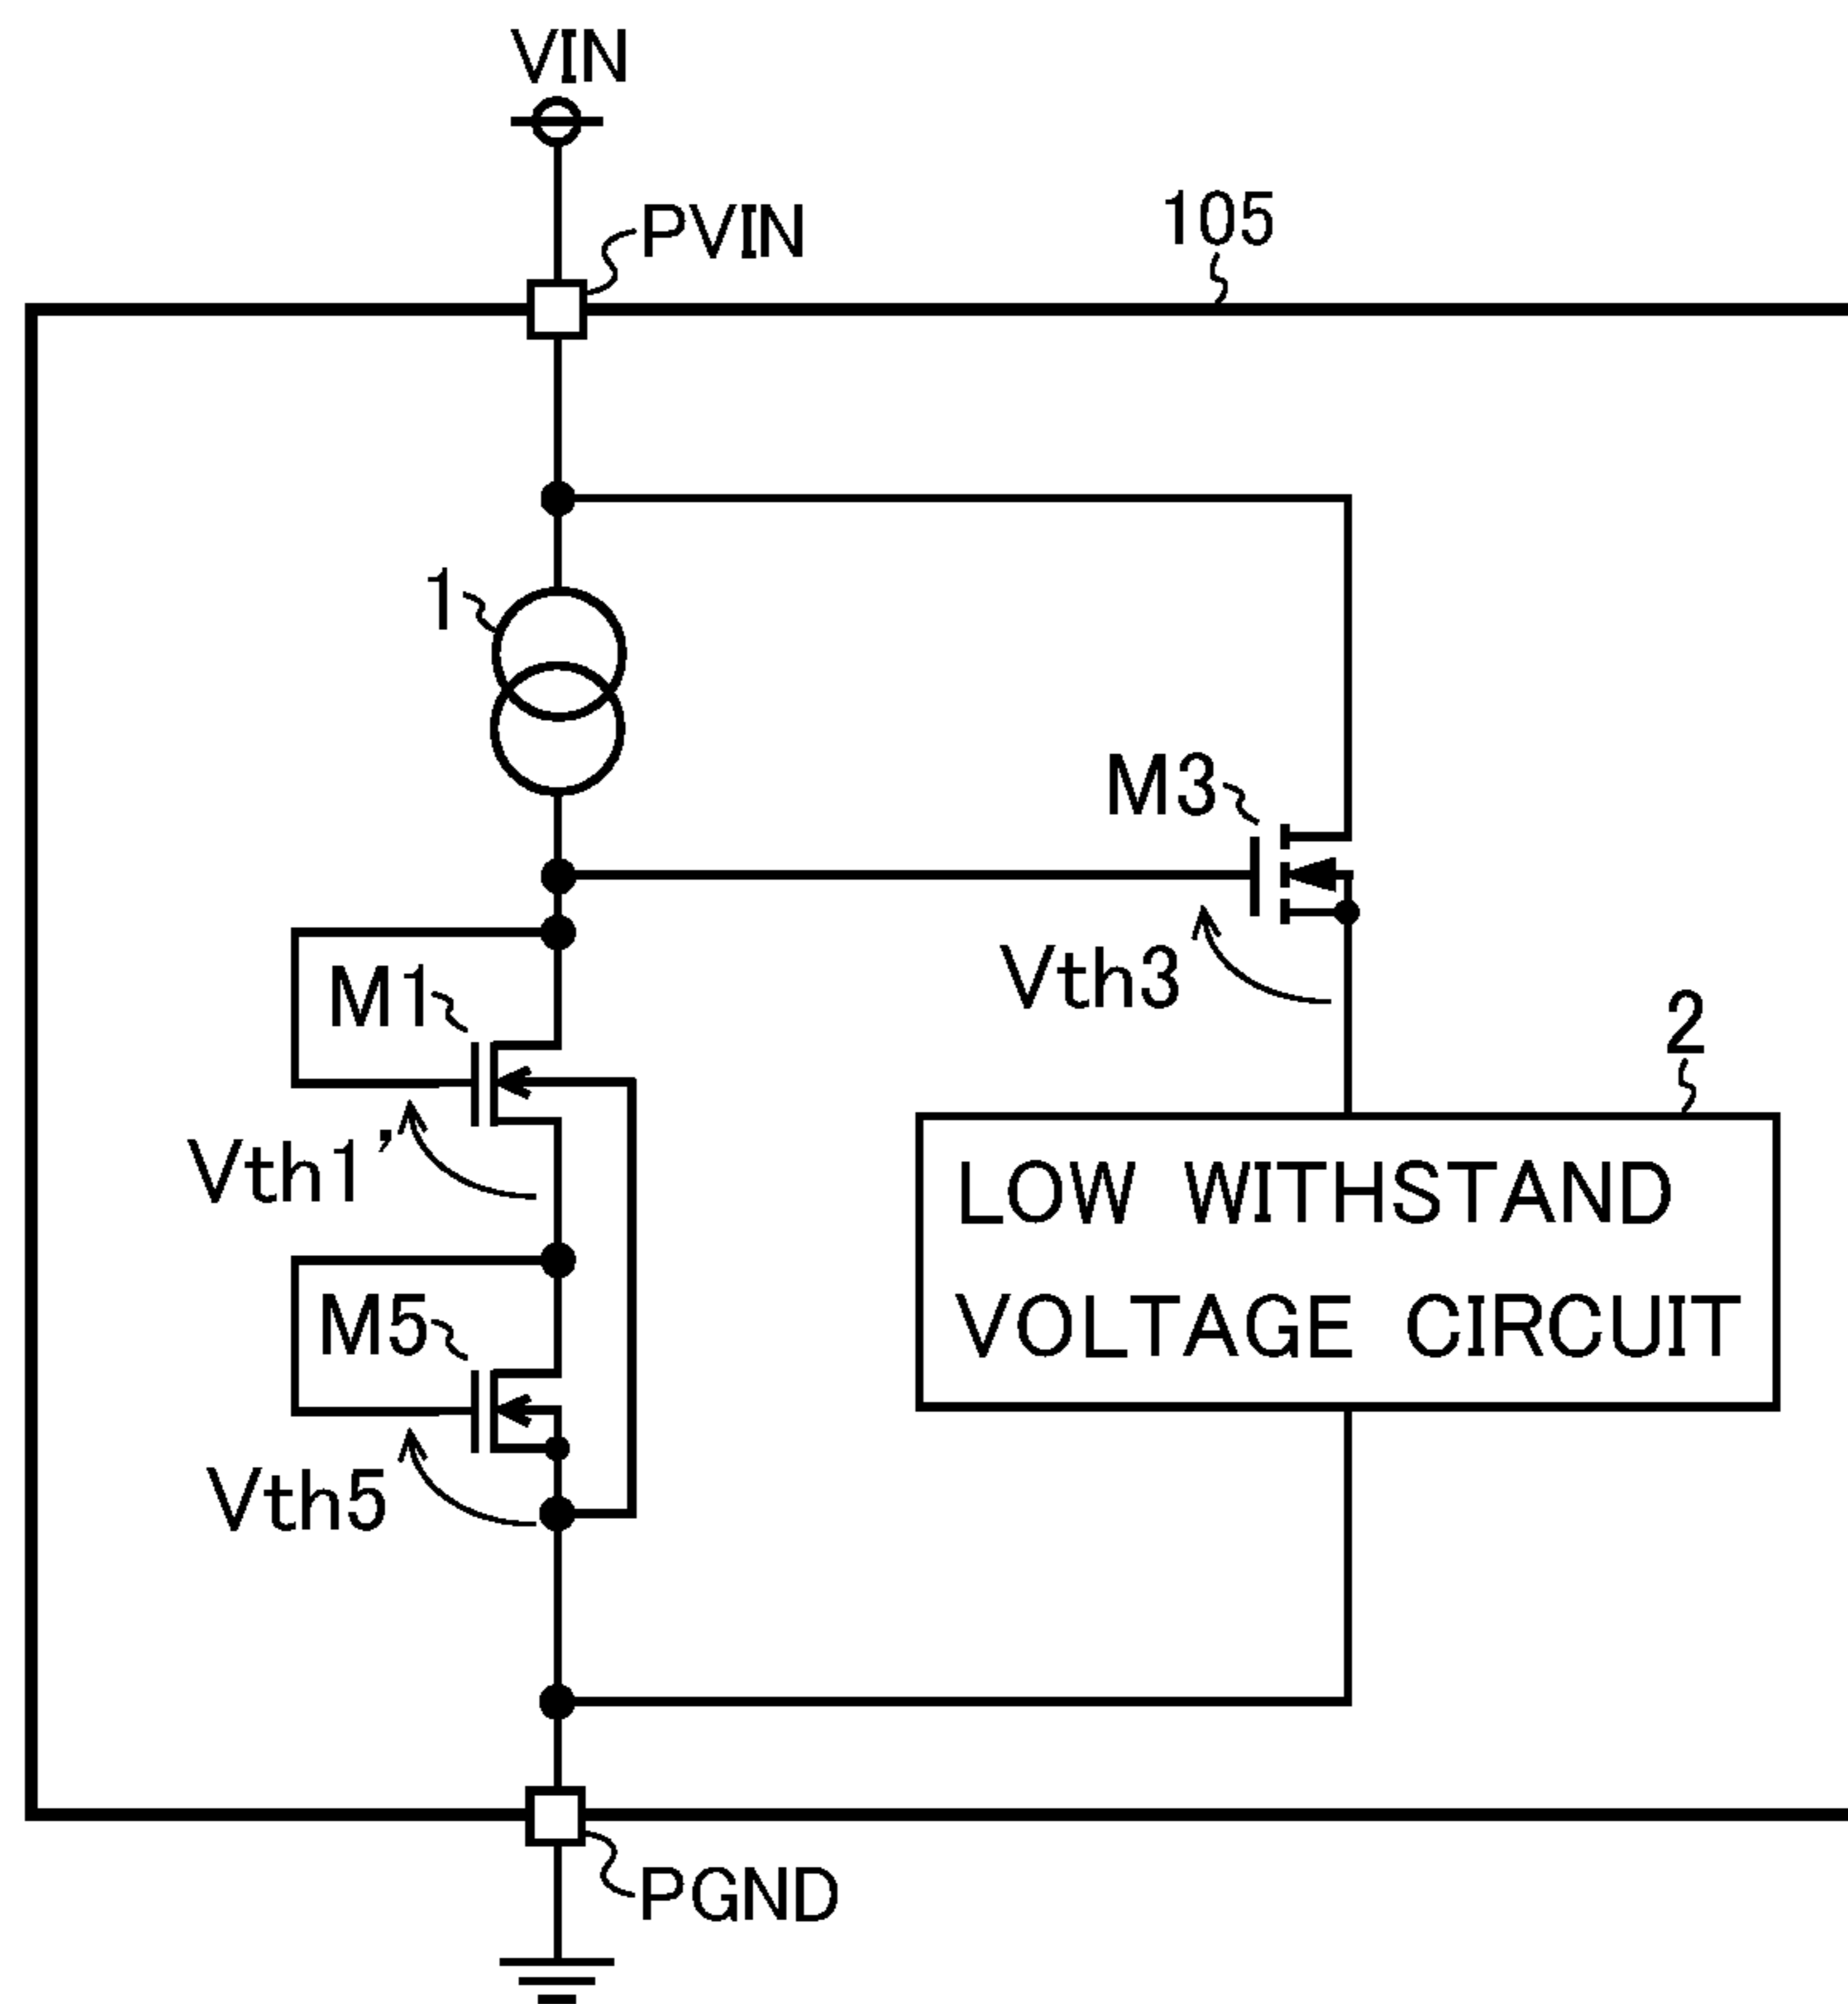 VIN
PVIN
105
1
M3
Vth3
M1
Vth1’
2
LOW WITHSTAND
VOLTAGE CIRCUIT
M5
Vth5
PGND